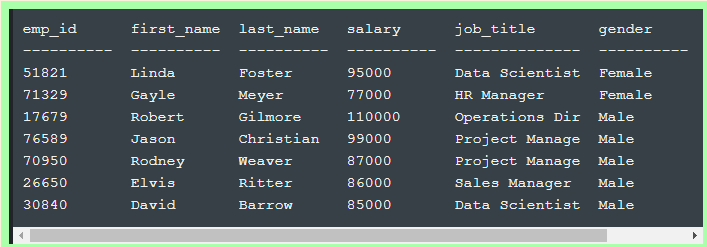 emp_id first_name last_name salary job_title gender
---------- ---------- ---------- ---------- -------------- ----------
51821 Linda Foster 95000 Data Scientist Female
71329 Gayle Meyer 77000 HR Manager Female
17679 Robert Gilmore 110000 Operations Dir Male
76589 Jason Christian 99000 Project Manage Male
70950 Rodney Weaver 87000 Project Manage Male
26650 Elvis Ritter 86000 Sales Manager Male
30840 David Barrow 85000 Data Scientist Male